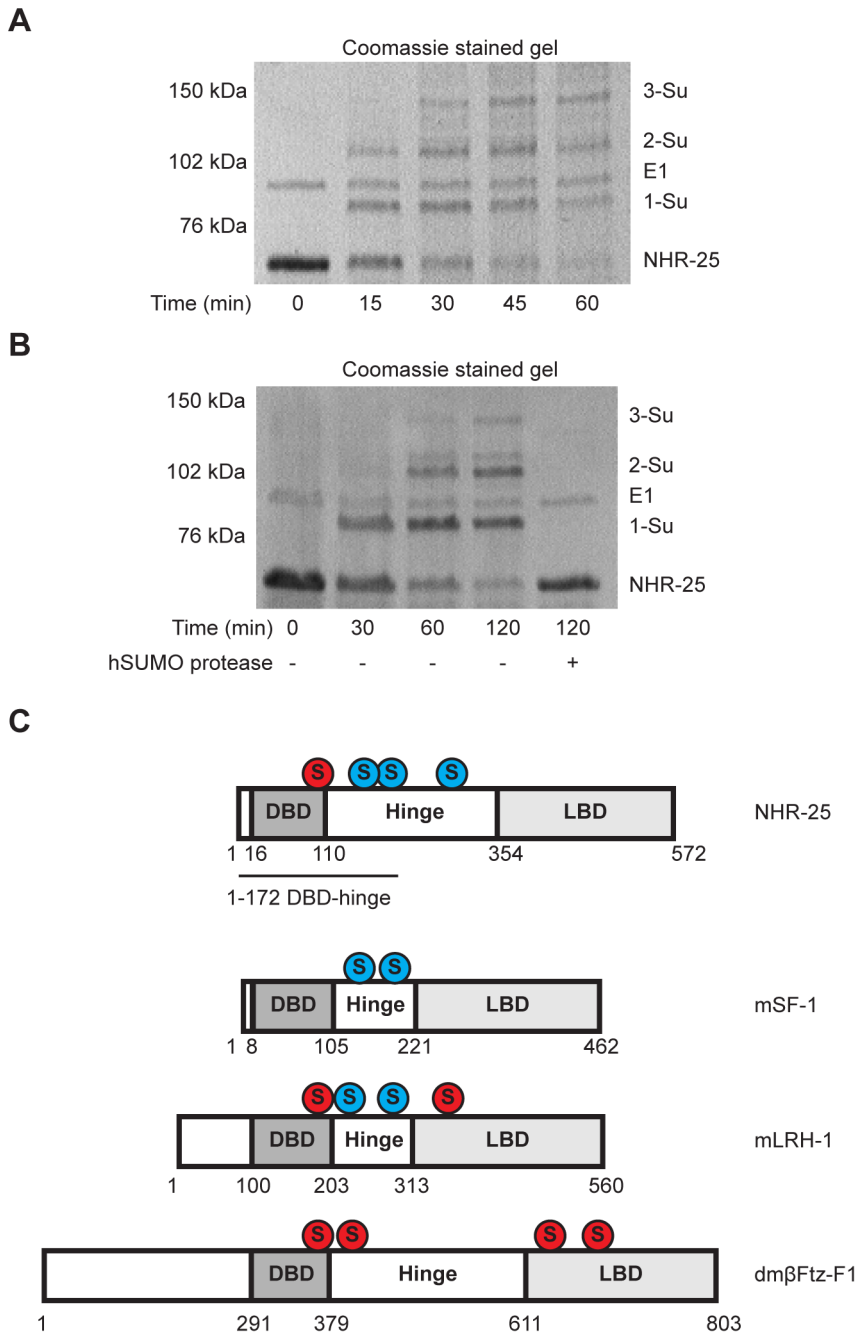 A
Coomassie stained gel
150 kDa
3-Su
2-Su
102 kDa
E1
1-Su
76 kDa
NHR-25
Time (min) 0 15 30 45 60
B
Coomassie stained gel
150 kDa
3-Su
102 kDa
2-Su
E1
76 kDa
1-Su
NHR-25
Time (min) 0 30 60 120 120
hSUMO protease - - - - +
C
S S S S
DBD Hinge LBD NHR-25
1 16 110 354 572
1-172 DBD-hinge
S S
DBD Hinge LBD mSF-1
1 8 105 221 462
S S S S
DBD Hinge LBD mLRH-1
1 100 203 313 560
S S S S
DBD Hinge LBD dmβFtz-F1
1 291 379 611 803